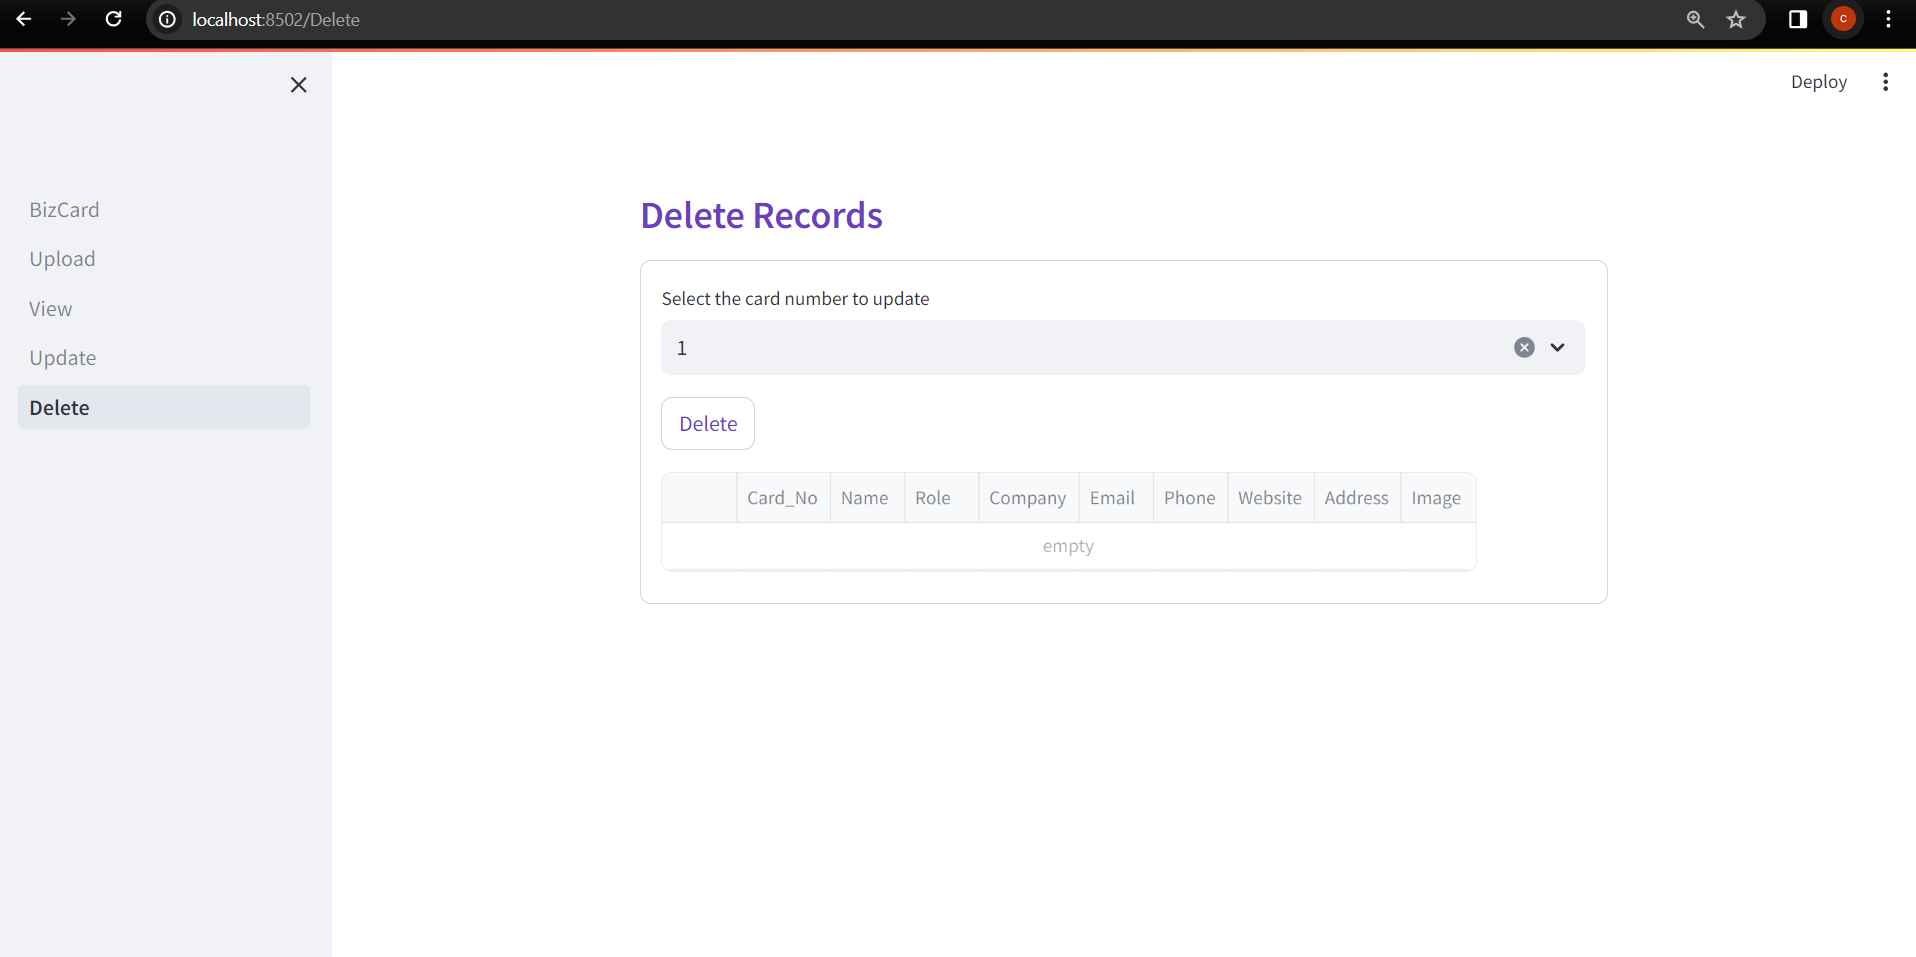 localhost:8502/Delete
C
Deploy
BizCard
Upload
View
Update
Delete
Delete Records
Select the card number to update
1
Delete
Card_No Name Role Company Email Phone Website Address Image
empty